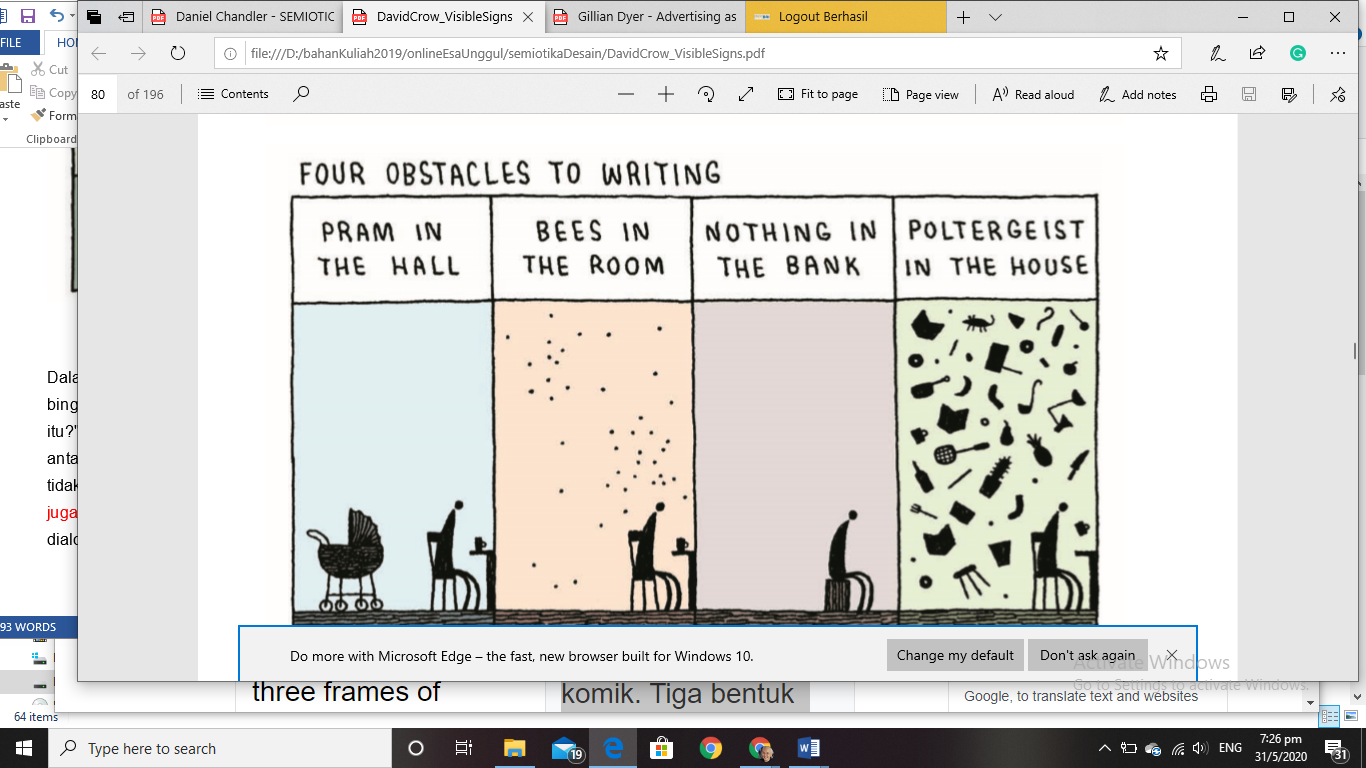 Daniel Chandler - SEMIOTIC
DavidCrow_VisibleSigns
Gillian Dyer - Advertising as
Logout Berhasil
FILE
file:///D:/bahanKuliah2019/onlineEsaUnggul/semiotikaDesain/DavidCrow_VisibleSigns.pdf
Cut
Copy
Clipboard
80 of 196
Contents
Fit to page
Page view
Read aloud
Add notes
FOUR OBSTACLES TO WRITING
PRAM IN
THE HALL
BEES IN
THE ROOM
NOTHING IN
THE BANK
POLTERGEIST
IN THE HOUSE
itu?"
juga
Do more with Microsoft Edge – the fast, new browser built for Windows 10.
Change my default
Don't ask again
Activate Windows
Go to Settings to activate Windows.
93 WORDS
three frames of
komik. Tiga bentuk
Google, to translate text and websites
64 items
Type here to search
19
ENG
7:26 pm
31/5/2020
31